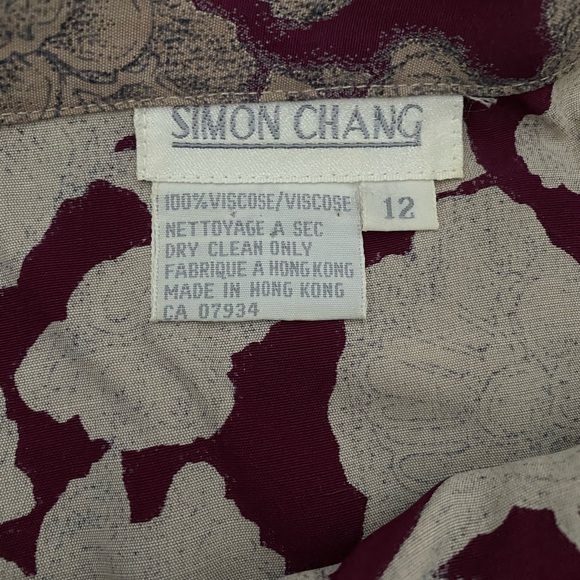 SIMON CHANG
100% VISCOSE/VISCOSE
12
NETTOYAGE A SEC
DRY CLEAN ONLY
FABRIQUE A HONG KONG
MADE IN HONG KONG
CA 07934